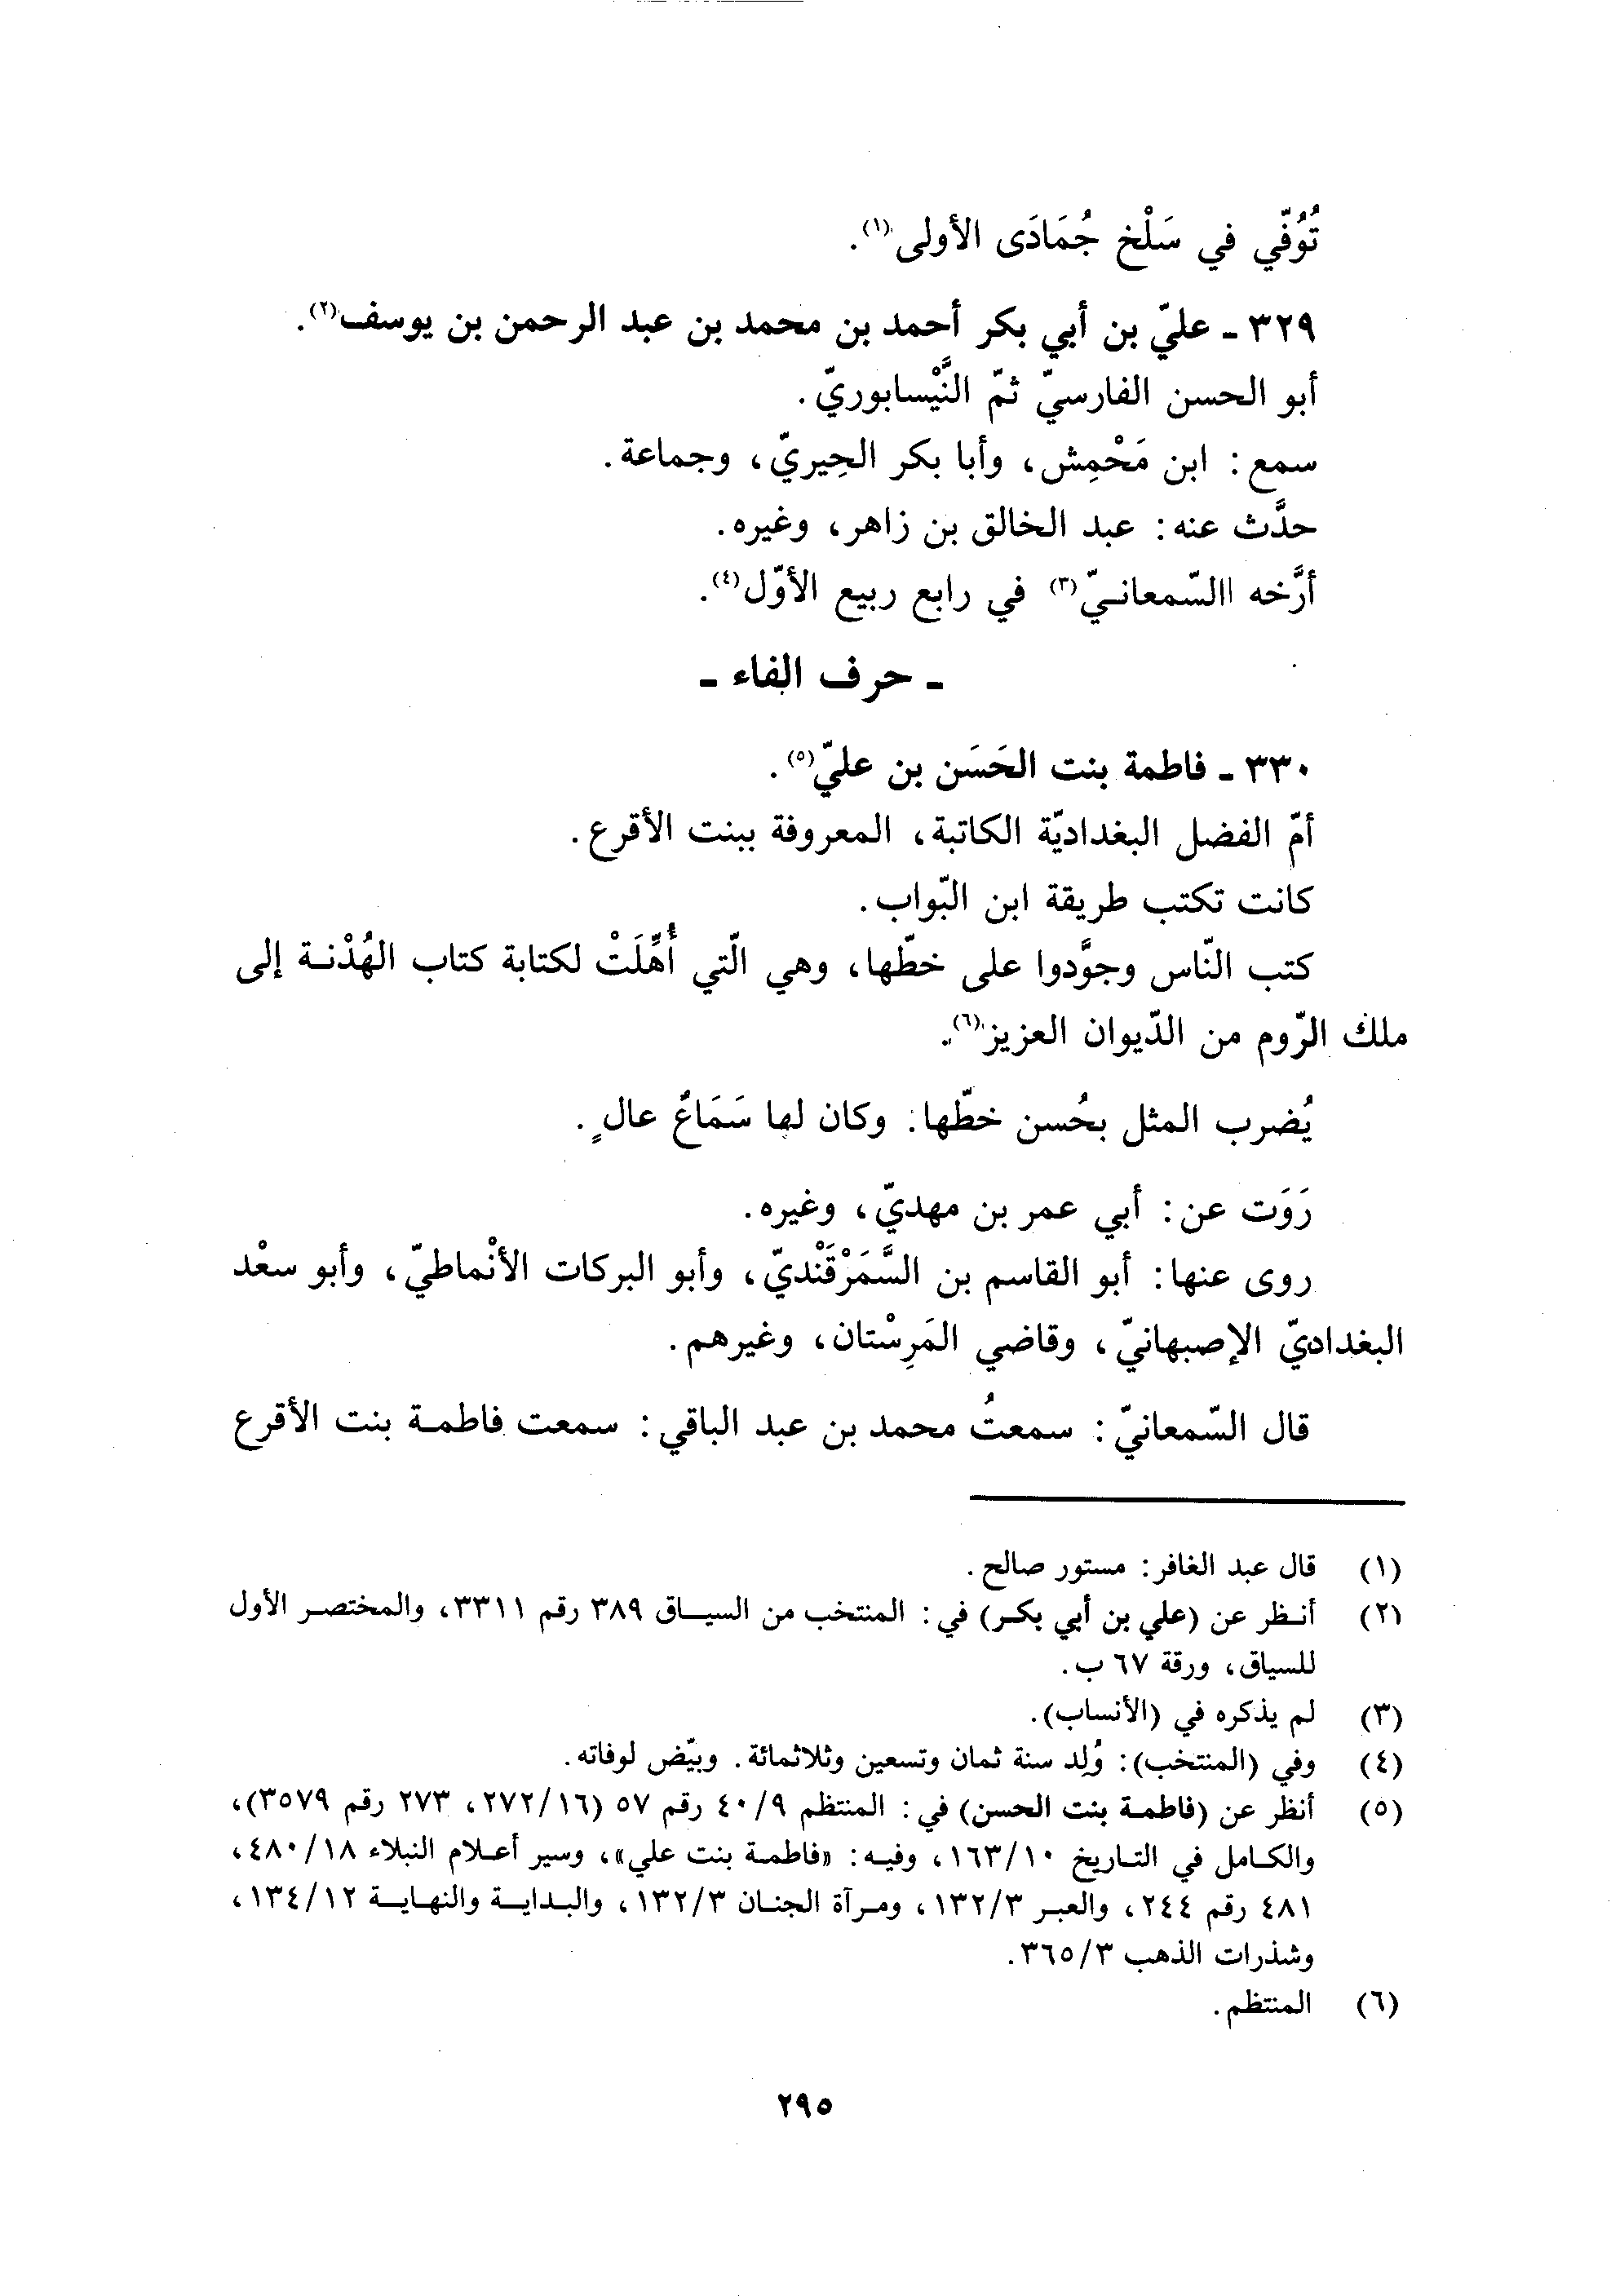 تُوُفّي في سَلْخ جُمَادَى الأولى(١).
٣٢٩ ـ عليّ بن أبي بكر أحمد بن محمد بن عبد الرحمن بن يوسف(٢).
أبو الحسن الفارسيّ ثمّ النَّيْسابوريّ.
سمع: ابن مَحْمِش، وأبا بكر الحِيريّ، وجماعة.
حدَّث عنه: عبد الخالق بن زاهر، وغيره.
أرَّخه االسّمعانيّ(٣) في رابع ربيع الأوّل(٤).
ـ حرف الفاء ـ
٣٣٠ ـ فاطمة بنت الحَسَن بن عليّ(٥).
أمّ الفضل البغداديّة الكاتبة، المعروفة ببنت الأقرع.
كانت تكتب طريقة ابن البّواب.
كتب النّاس وجوَّدوا على خطّها، وهي الّتي أُهِّلَتْ لكتابة كتاب الهُدْنة إلى
ملك الرّوم من الدّيوان العزيز(٦).
يُضرب المثل بحُسن خطّها: وكان لها سَمَاعٌ عالٍ.
رَوَت عن: أبي عمر بن مهديّ، وغيره.
روى عنها: أبو القاسم بن السَّمَرْقَنْديّ، وأبو البركات الأنْماطيّ، وأبو سعْد
البغداديّ الإصبهانيّ، وقاضي المَرِسْتان، وغيرهم.
قال السّمعانيّ: سمعتُ محمد بن عبد الباقي: سمعت فاطمة بنت الأقرع
(١) قال عبد الغافر: مستور صالح.
(٢) أنظر عن (علي بن أبي بكر) في: المنتخب من السياق ٣٨٩ رقم ٣٣١١، والمختصر الأول
للسياق، ورقة ٦٧ ب.
(٣) لم يذكره في (الأنساب).
(٤) وفي (المنتخب): وُلِد سنة ثمان وتسعين وثلاثمائة. وبيّض لوفاته.
(٥) أنظر عن (فاطمة بنت الحسن) في: المنتظم ٤٠/٩ رقم ٥٧ (٢٧٢/١٦، ٢٧٣ رقم ٣٥٧٩)،
والكامل في التاريخ ١٦٣/١٠، وفيه: «فاطمة بنت علي»، وسير أعلام النبلاء ٤٨٠/١٨،
٤٨١ رقم ٢٤٤، والعبر ١٣٢/٣، ومرآة الجنان ١٣٢/٣، والبداية والنهاية ١٣٤/١٢،
وشذرات الذهب ٣٦٥/٣.
(٦) المنتظم.
٢٩٥